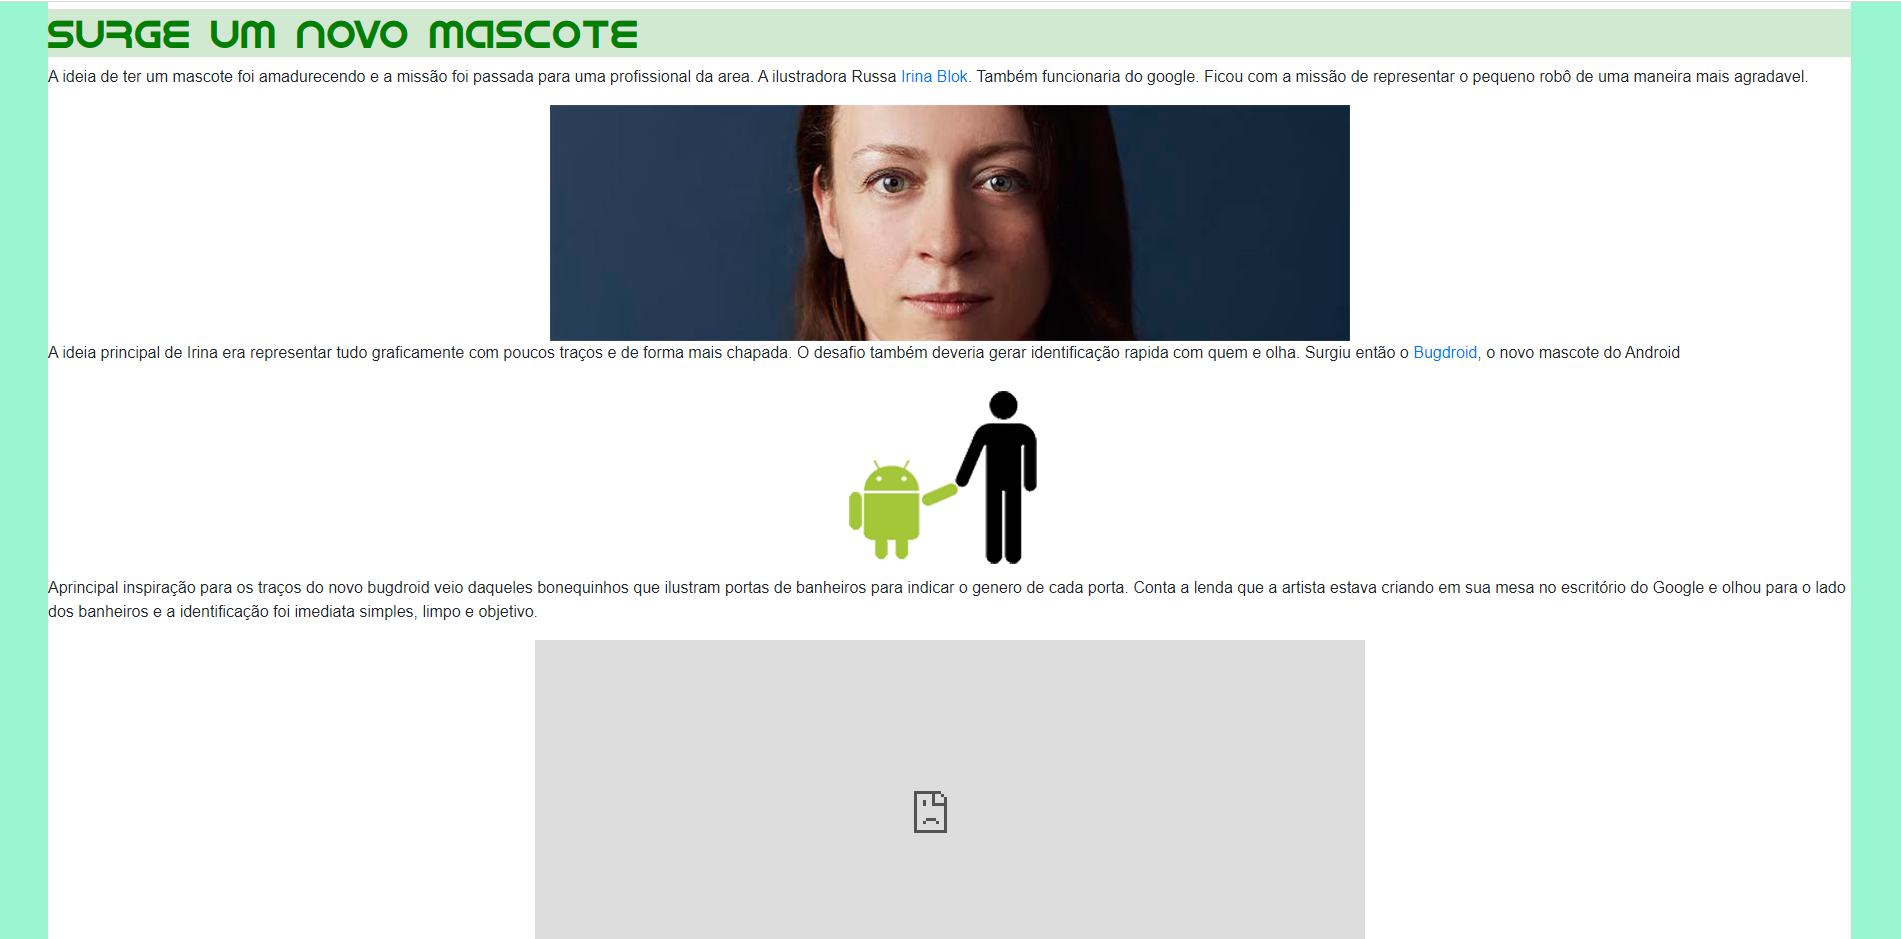 SURGE UM NOVO MASCOTE
A ideia de ter um mascote foi amadurecendo e a missão foi passada para uma profissional da area. A ilustradora Russa Irina Blok. Também funcionaria do google. Ficou com a missão de representar o pequeno robô de uma maneira mais agradavel.
A ideia principal de Irina era representar tudo graficamente com poucos traços e de forma mais chapada. O desafio também deveria gerar identificação rapida com quem e olha. Surgiu então o Bugdroid, o novo mascote do Android
Aprincipal inspiração para os traços do novo bugdroid veio daqueles bonequinhos que ilustram portas de banheiros para indicar o genero de cada porta. Conta a lenda que a artista estava criando em sua mesa no escritório do Google e olhou para o lado
dos banheiros e a identificação foi imediata simples, limpo e objetivo.